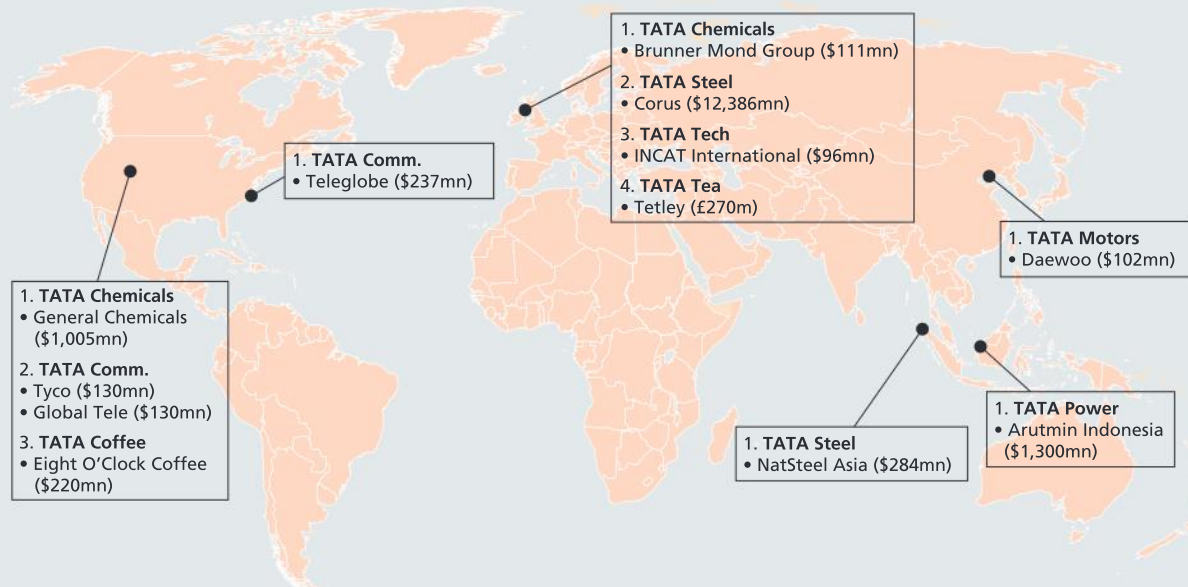 1. TATA Chemicals
• Brunner Mond Group ($111mn)
2. TATA Steel
• Corus ($12,386mn)
3. TATA Tech
• INCAT International ($96mn)
4. TATA Tea
• Tetley (£270m)
1. TATA Comm.
• Teleglobe ($237mn)
1. TATA Motors
• Daewoo ($102mn)
1. TATA Chemicals
• General Chemicals
($1,005mn)
2. TATA Comm.
• Tyco ($130mn)
• Global Tele ($130mn)
3. TATA Coffee
• Eight O’Clock Coffee
($220mn)
1. TATA Steel
• NatSteel Asia ($284mn)
1. TATA Power
• Arutmin Indonesia
($1,300mn)